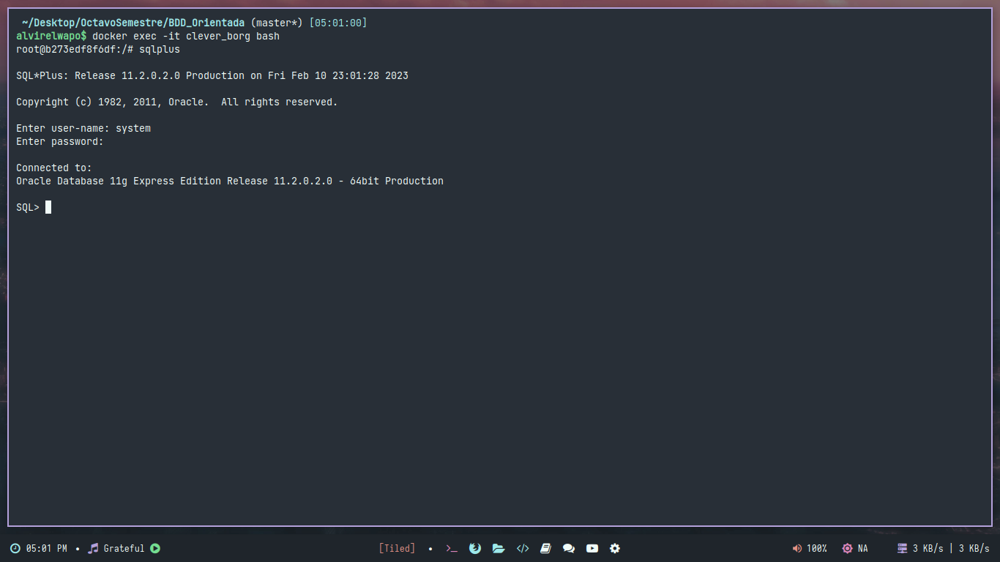 ~/Desktop/OctavoSemestre/BDD_Orientada (master*) [05:01:00]
alvirelwapo$ docker exec -it clever_borg bash
root@b273edf8f6df:/# sqlplus
SQL*Plus: Release 11.2.0.2.0 Production on Fri Feb 10 23:01:28 2023
Copyright (c) 1982, 2011, Oracle.  All rights reserved.
Enter user-name: system
Enter password:
Connected to:
Oracle Database 11g Express Edition Release 11.2.0.2.0 - 64bit Production
SQL>
05:01 PM • Grateful [Tiled] • 100% NA 3 KB/s | 3 KB/s